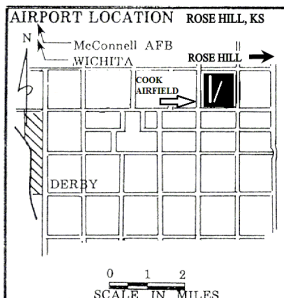 AIRPORT LOCATION ROSE HILL, KS
N
McConnell AFB
WICHITA
ROSE HILL
COOK
AIRFIELD
DERBY
0 1 2
SCALE IN MILES